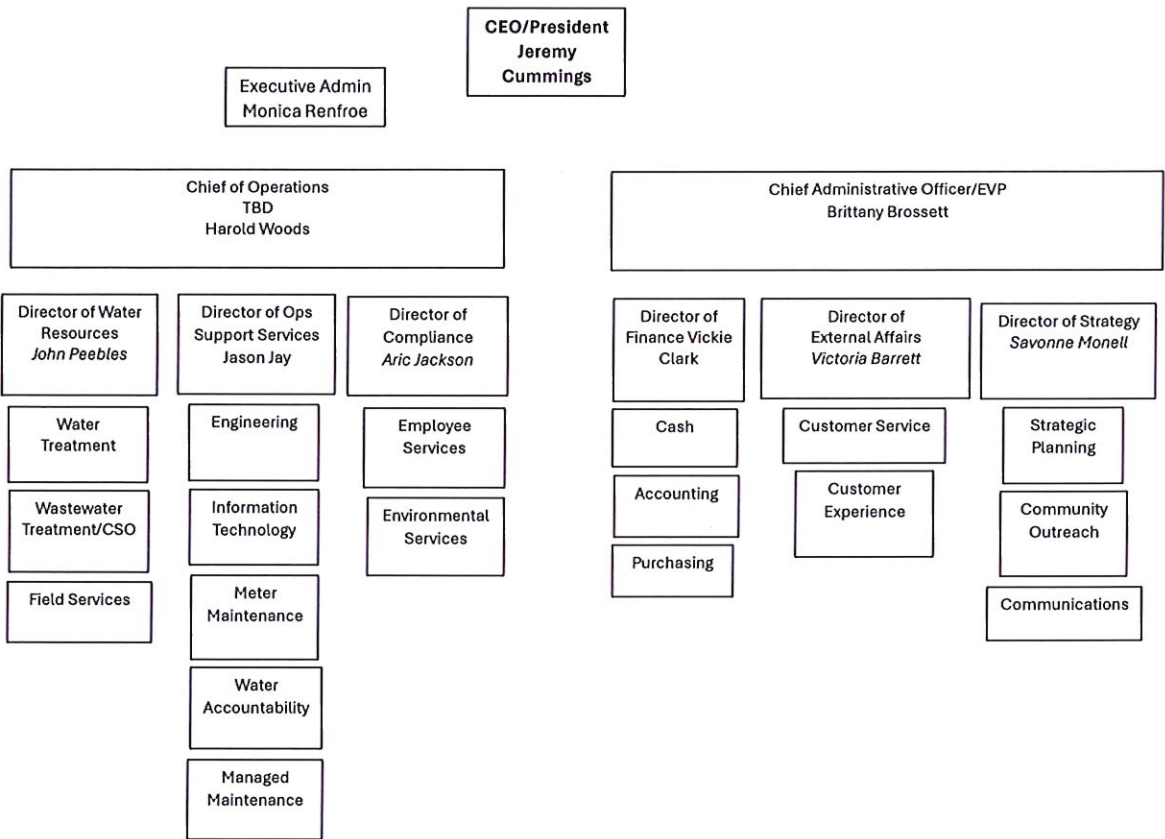 CEO/President
Jeremy
Cummings
Executive Admin
Monica Renfroe
Chief of Operations
TBD
Harold Woods
Chief Administrative Officer/EVP
Brittany Brossett
Director of Water
Resources
John Peebles
Director of Ops
Support Services
Jason Jay
Director of
Compliance
Aric Jackson
Director of
Finance Vickie
Clark
Director of
External Affairs
Victoria Barrett
Director of Strategy
Savonne Monell
Water
Treatment
Wastewater
Treatment/CSO
Field Services
Engineering
Information
Technology
Meter
Maintenance
Water
Accountability
Managed
Maintenance
Employee
Services
Environmental
Services
Cash
Accounting
Purchasing
Customer Service
Customer
Experience
Strategic
Planning
Community
Outreach
Communications